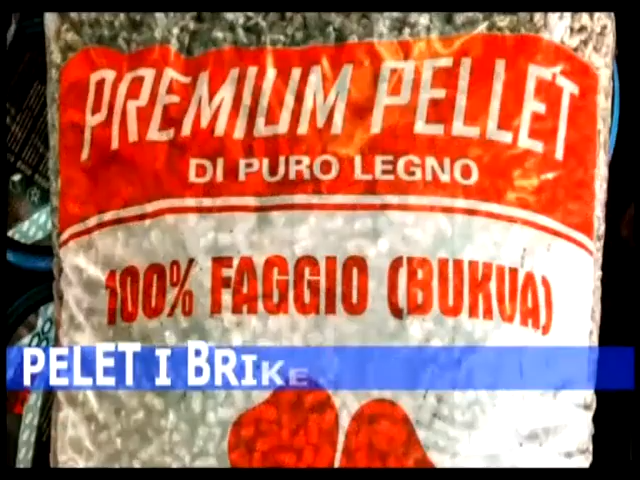 PREMIUM PELLET
DI PURO LEGNO
100% FAGGIO (BUKVA)
PELET I BRIKE